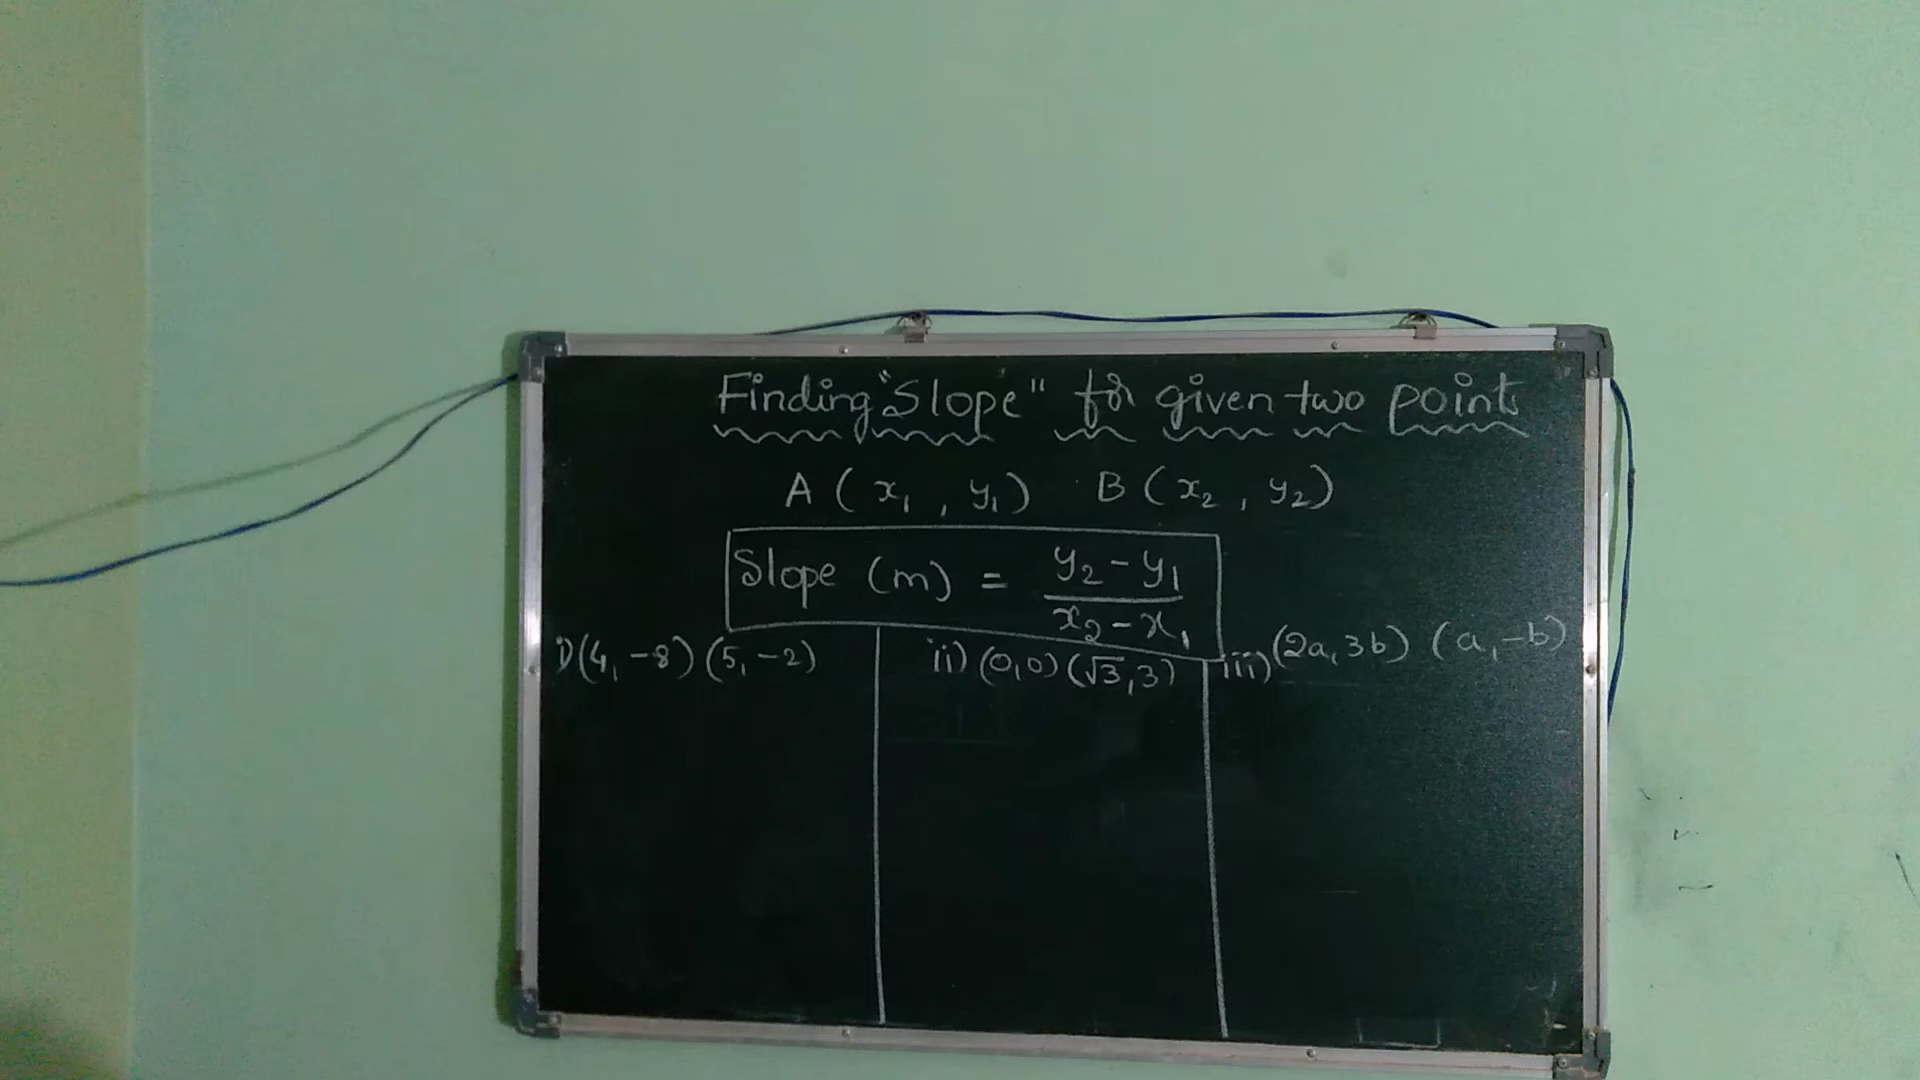 Finding "Slope" for given two points
A (x₁, y₁) B (x₂, y₂)
Slope (m) = y₂ - y₁ / x₂ - x₁
i) (4, -8) (5, -2)
ii) (0,0) (√3, 3)
iii) (2a, 3b) (a, -b)